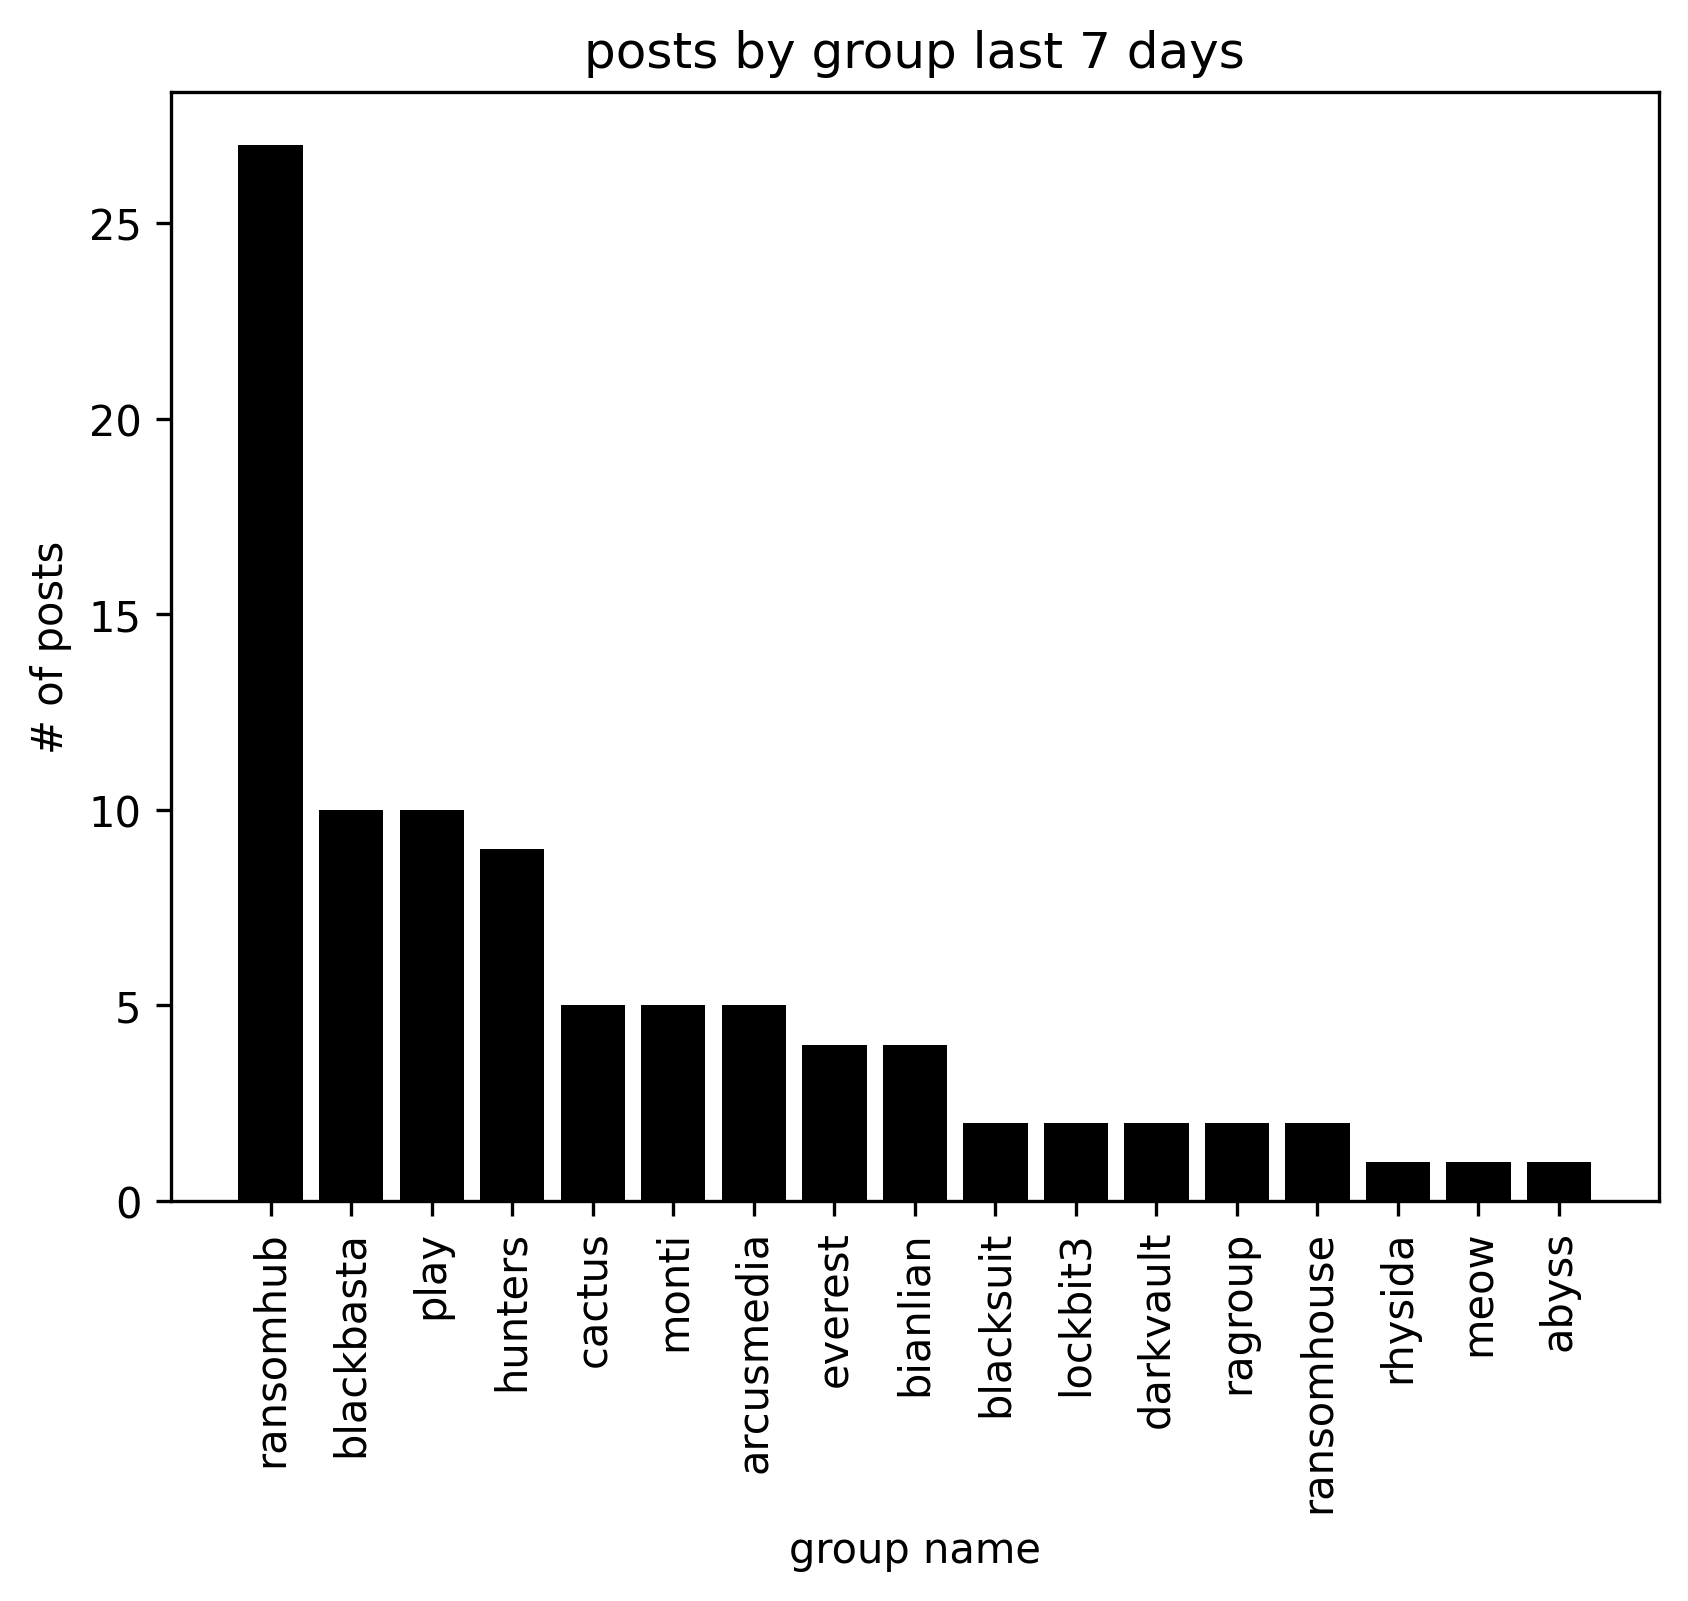 posts by group last 7 days
# of posts
25
20
15
10
5
0
ransomhub
blackbasta
play
hunters
cactus
monti
arcusmedia
everest
bianlian
blacksuit
lockbit3
darkvault
ragroup
ransomhouse
rhysida
meow
abyss
group name